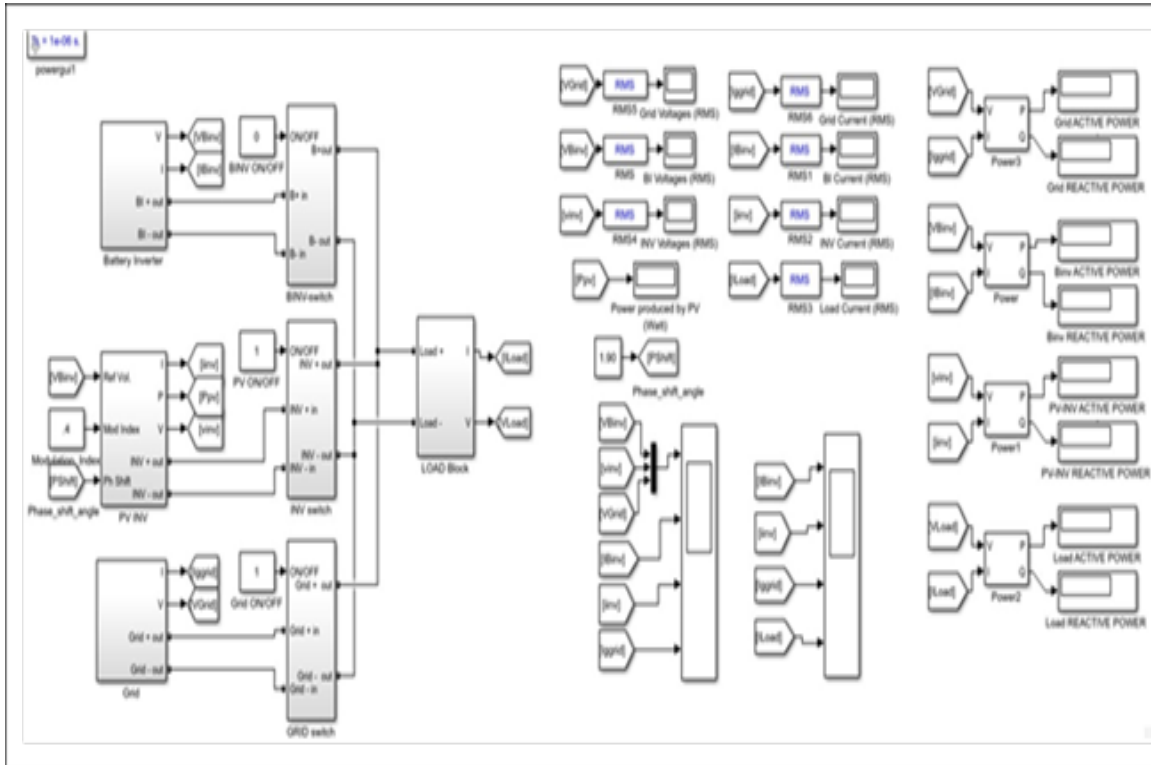 = 1e-06 s.
powergui1
V
I
BI + out
BI - out
Battery Inverter
[VBinv]
[IBinv]
0
BINV ON/OFF
ON/OFF
B+out
B+ in
B- out
B- in
BINV-switch
[VBinv]
.4
Modulation_Index
[PShift]
Phase_shift_angle
Ref Vol.
Mod Index
Ph Shift
I
P
V
INV + out
INV - out
PV INV
[Iinv]
[Ppv]
[vinv]
1
PV ON/OFF
ON/OFF
INV + out
INV + in
INV - out
INV - in
INV switch
Load +
Load -
I
V
LOAD Block
[ILoad]
[VLoad]
I
V
Grid + out
Grid - out
Grid
[Iggrid]
[VGrid]
1
Grid ON/OFF
ON/OFF
Grid + out
Grid + in
Grid - out
Grid - in
GRID switch
[VGrid]
RMS
RMS5
Grid Voltages (RMS)
[VBinv]
RMS
RMS
BI Voltages (RMS)
[vinv]
RMS
RMS4
INV Voltages (RMS)
[Ppv]
Power produced by PV
(Watt)
1.90
[PShift]
Phase_shift_angle
[Iggrid]
RMS
RMS6
Grid Current (RMS)
[IBinv]
RMS
RMS1
BI Current (RMS)
[Iinv]
RMS
RMS2
INV Current (RMS)
[ILoad]
RMS
RMS3
Load Current (RMS)
[VBinv]
[vinv]
[VGrid]
[IBinv]
[Iinv]
[Iggrid]
[IBinv]
[Iinv]
[Iggrid]
[ILoad]
[VGrid]
[Iggrid]
V
I
P
Q
Power3
Grid ACTIVE POWER
Grid REACTIVE POWER
[VBinv]
[IBinv]
V
I
P
Q
Power
Binv ACTIVE POWER
Binv REACTIVE POWER
[vinv]
[Iinv]
V
I
P
Q
Power1
PV-INV ACTIVE POWER
PV-INV REACTIVE POWER
[VLoad]
[ILoad]
V
I
P
Q
Power2
Load ACTIVE POWER
Load REACTIVE POWER